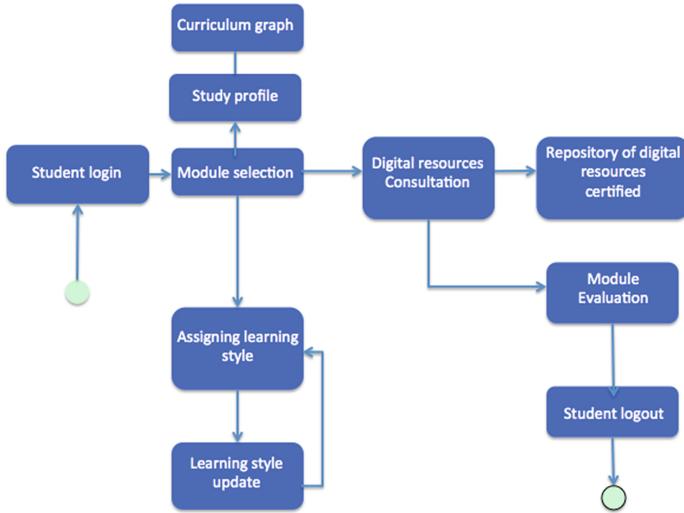 Curriculum graph
Study profile
Student login
Module selection
Digital resources
Consultation
Repository of digital
resources
certified
Module
Evaluation
Assigning learning
style
Student logout
Learning style
update